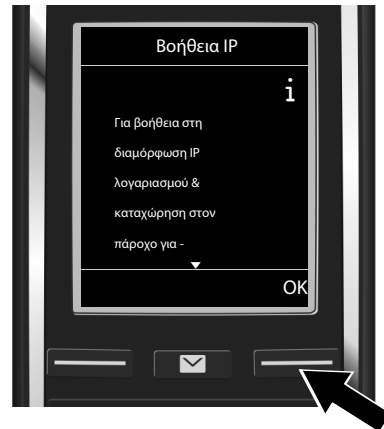 Βοήθεια IP
i
Για βοήθεια στη
διαμόρφωση IP
λογαριασμού &
καταχώρηση στον
πάροχο για -
OK